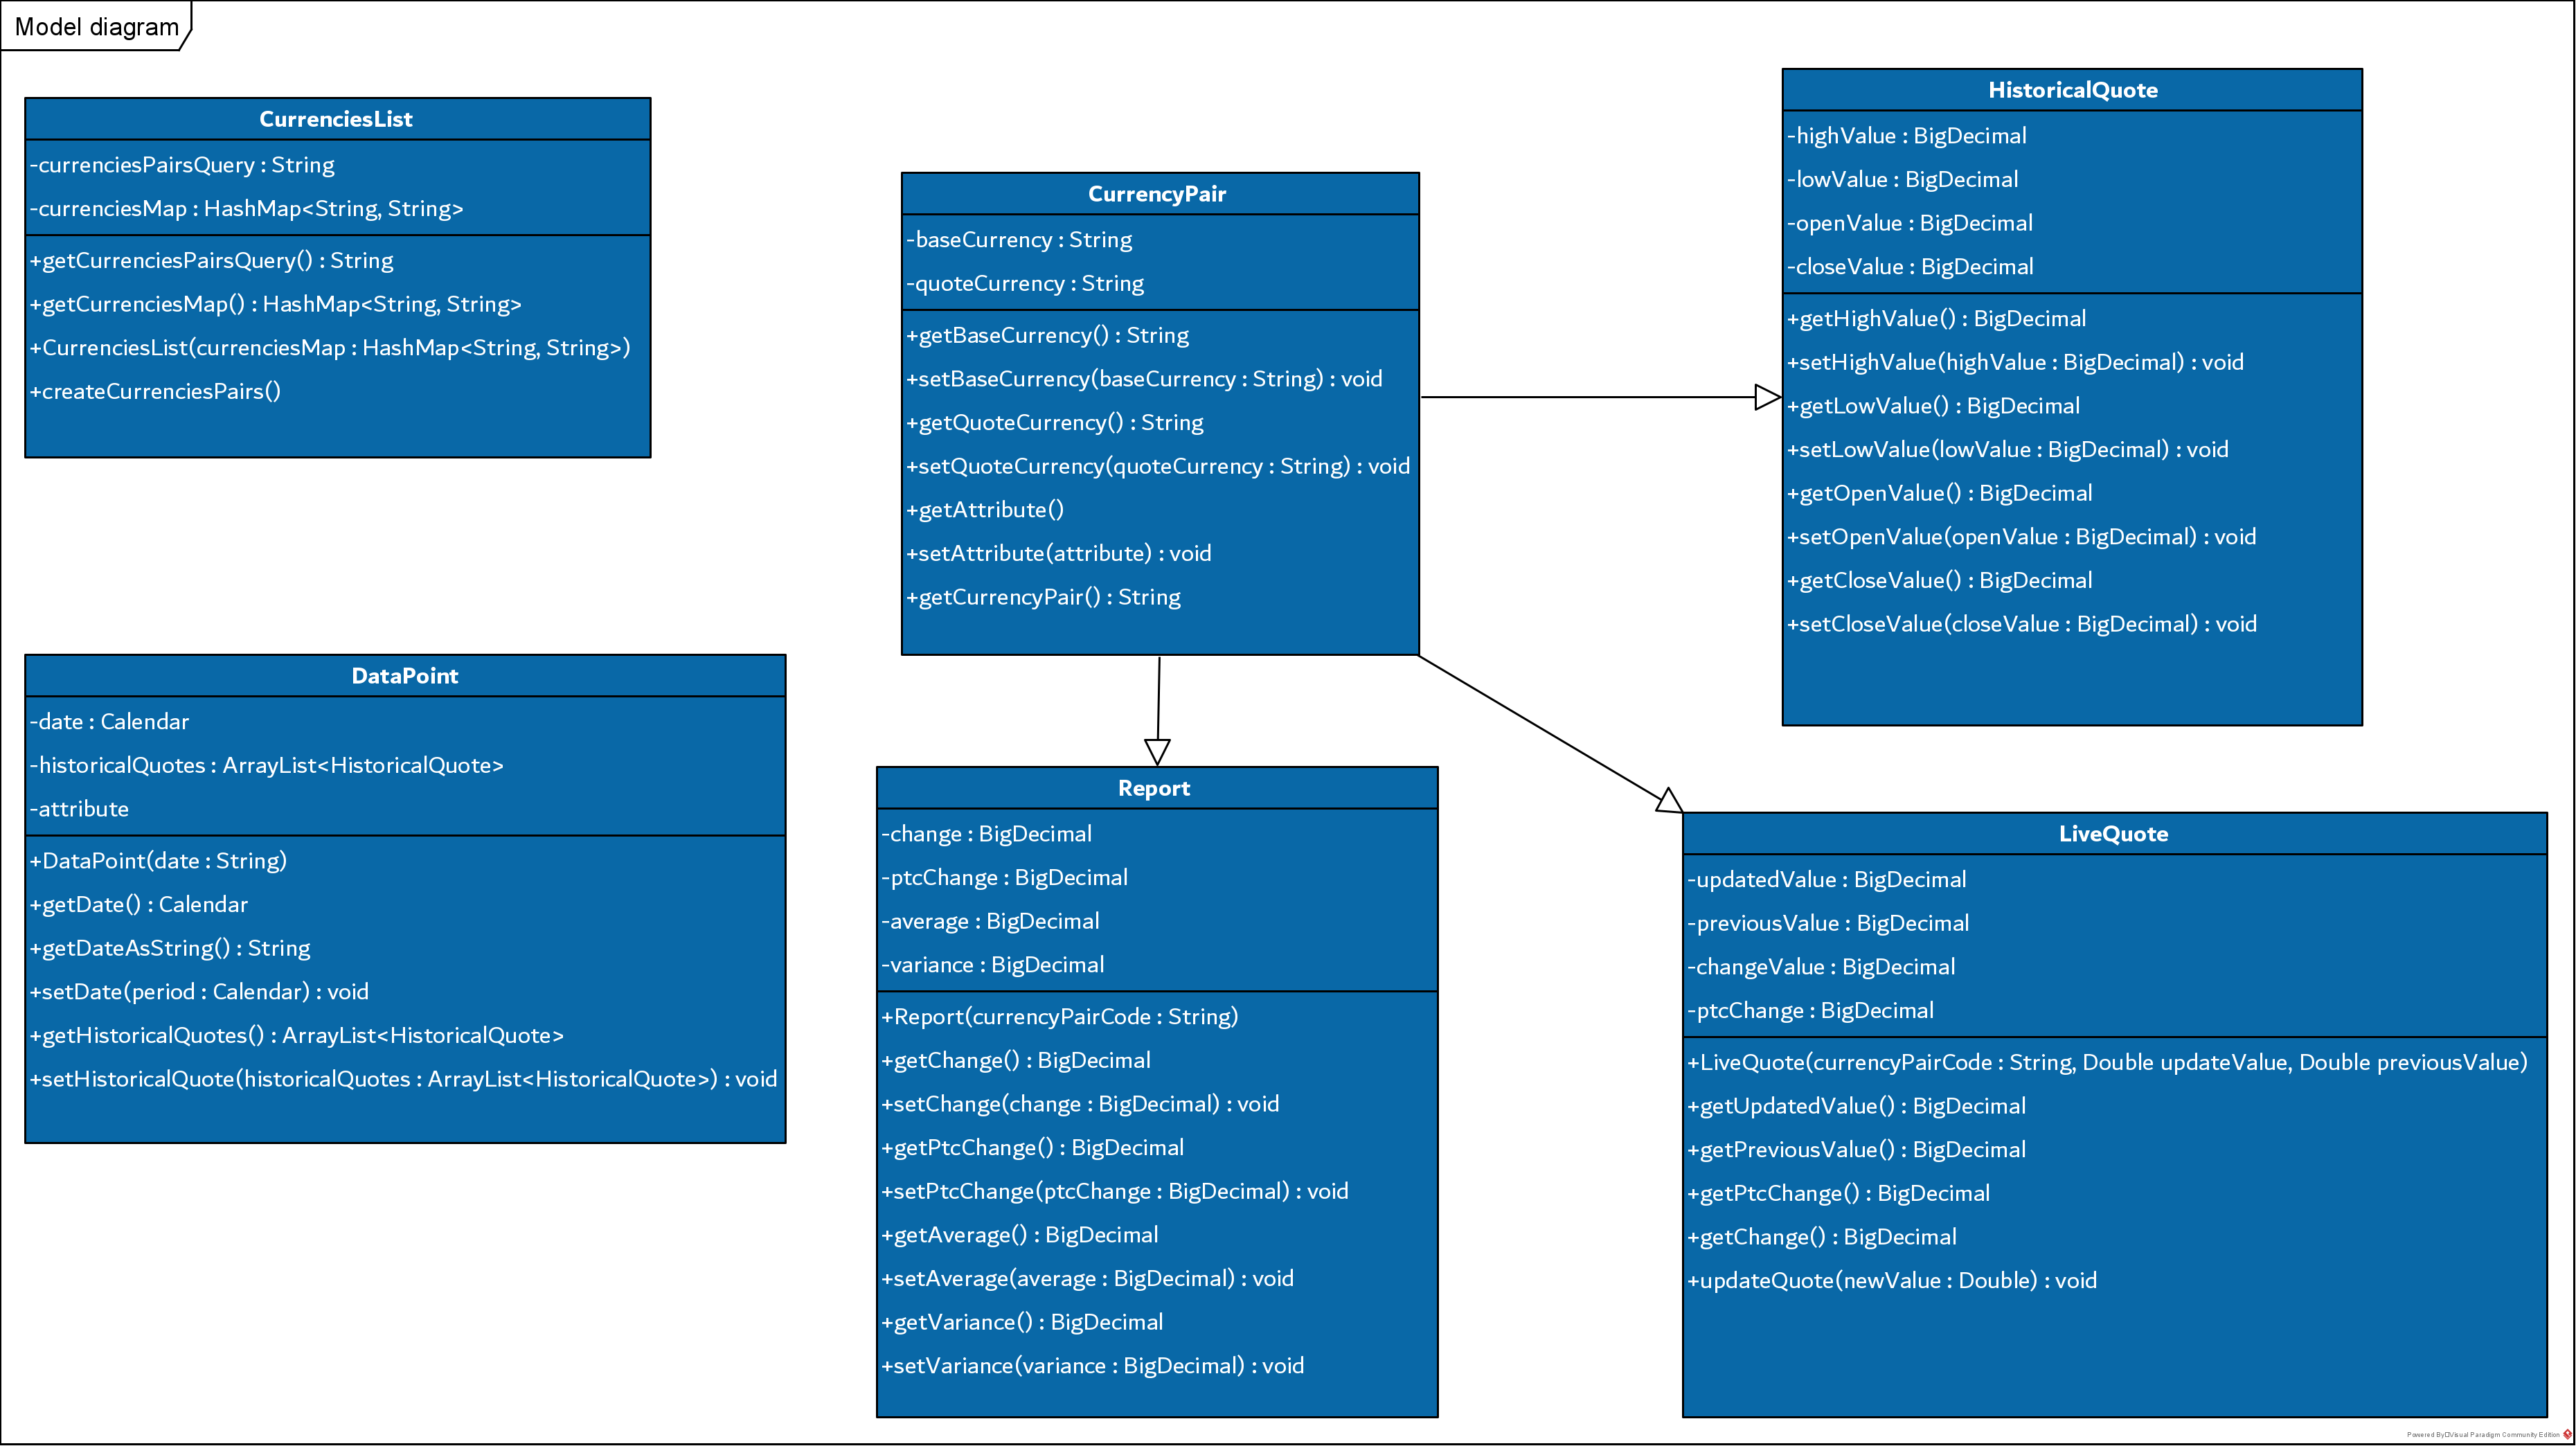 Model diagram
CurrenciesList
-currenciesPairsQuery : String
-currenciesMap : HashMap<String, String>
+getCurrenciesPairsQuery() : String
+getCurrenciesMap() : HashMap<String, String>
+CurrenciesList(currenciesMap : HashMap<String, String>)
+createCurrenciesPairs()
CurrencyPair
-baseCurrency : String
-quoteCurrency : String
+getBaseCurrency() : String
+setBaseCurrency(baseCurrency : String) : void
+getQuoteCurrency() : String
+setQuoteCurrency(quoteCurrency : String) : void
+getAttribute()
+setAttribute(attribute) : void
+getCurrencyPair() : String
HistoricalQuote
-highValue : BigDecimal
-lowValue : BigDecimal
-openValue : BigDecimal
-closeValue : BigDecimal
+getHighValue() : BigDecimal
+setHighValue(highValue : BigDecimal) : void
+getLowValue() : BigDecimal
+setLowValue(lowValue : BigDecimal) : void
+getOpenValue() : BigDecimal
+setOpenValue(openValue : BigDecimal) : void
+getCloseValue() : BigDecimal
+setCloseValue(closeValue : BigDecimal) : void
DataPoint
-date : Calendar
-historicalQuotes : ArrayList<HistoricalQuote>
-attribute
+DataPoint(date : String)
+getDate() : Calendar
+getDateAsString() : String
+setDate(period : Calendar) : void
+getHistoricalQuotes() : ArrayList<HistoricalQuote>
+setHistoricalQuote(historicalQuotes : ArrayList<HistoricalQuote>) : void
Report
-change : BigDecimal
-ptcChange : BigDecimal
-average : BigDecimal
-variance : BigDecimal
+Report(currencyPairCode : String)
+getChange() : BigDecimal
+setChange(change : BigDecimal) : void
+getPtcChange() : BigDecimal
+setPtcChange(ptcChange : BigDecimal) : void
+getAverage() : BigDecimal
+setAverage(average : BigDecimal) : void
+getVariance() : BigDecimal
+setVariance(variance : BigDecimal) : void
LiveQuote
-updatedValue : BigDecimal
-previousValue : BigDecimal
-changeValue : BigDecimal
-ptcChange : BigDecimal
+LiveQuote(currencyPairCode : String, Double updateValue, Double previousValue)
+getUpdatedValue() : BigDecimal
+getPreviousValue() : BigDecimal
+getPtcChange() : BigDecimal
+getChange() : BigDecimal
+updateQuote(newValue : Double) : void
Powered By Visual Paradigm Community Edition